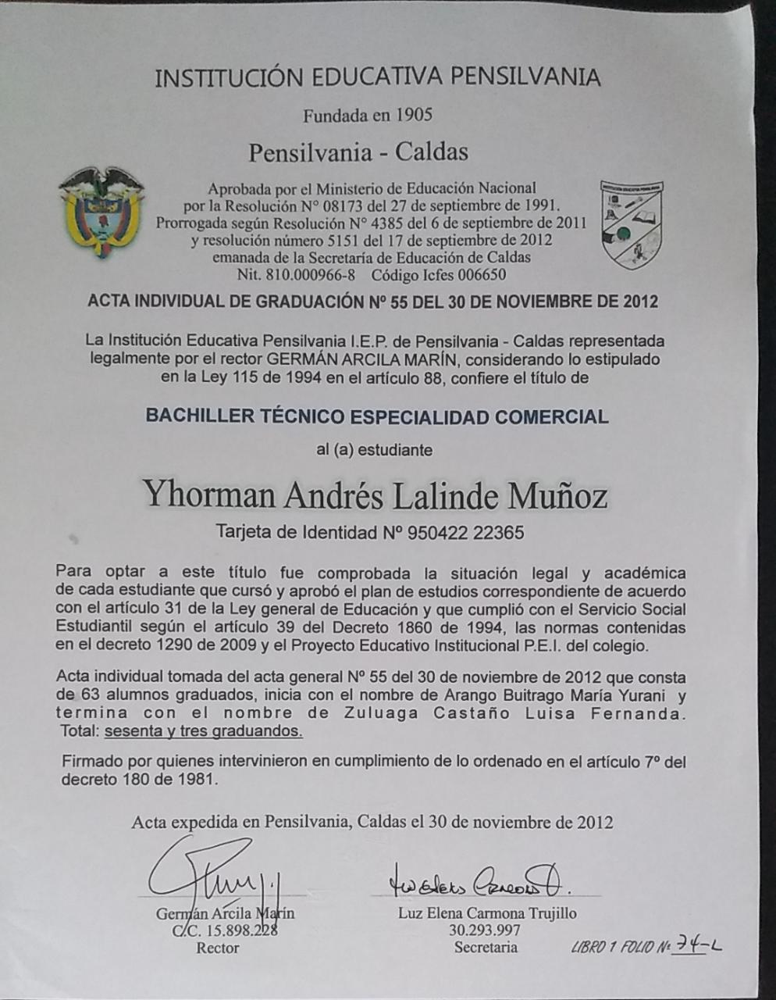 INSTITUCIÓN EDUCATIVA PENSILVANIA
Fundada en 1905
Pensilvania - Caldas
Aprobada por el Ministerio de Educación Nacional
por la Resolución N° 08173 del 27 de septiembre de 1991.
Prorrogada según Resolución N° 4385 del 6 de septiembre de 2011
y resolución número 5151 del 17 de septiembre de 2012
emanada de la Secretaría de Educación de Caldas
Nit. 810.000966-8 Código Icfes 006650
INSTITUCIÓN EDUCATIVA PENSILVANIA
ACTA INDIVIDUAL DE GRADUACIÓN Nº 55 DEL 30 DE NOVIEMBRE DE 2012
La Institución Educativa Pensilvania I.E.P. de Pensilvania - Caldas representada
legalmente por el rector GERMÁN ARCILA MARÍN, considerando lo estipulado
en la Ley 115 de 1994 en el artículo 88, confiere el título de
BACHILLER TÉCNICO ESPECIALIDAD COMERCIAL
al (a) estudiante
Yhorman Andrés Lalinde Muñoz
Tarjeta de Identidad Nº 950422 22365
Para optar a este título fue comprobada la situación legal y académica
de cada estudiante que cursó y aprobó el plan de estudios correspondiente de acuerdo
con el artículo 31 de la Ley general de Educación y que cumplió con el Servicio Social
Estudiantil según el artículo 39 del Decreto 1860 de 1994, las normas contenidas
en el decreto 1290 de 2009 y el Proyecto Educativo Institucional P.E.I. del colegio.
Acta individual tomada del acta general Nº 55 del 30 de noviembre de 2012 que consta
de 63 alumnos graduados, inicia con el nombre de Arango Buitrago María Yurani y
termina con el nombre de Zuluaga Castaño Luisa Fernanda.
Total: sesenta y tres graduandos.
Firmado por quienes intervinieron en cumplimiento de lo ordenado en el artículo 7º del
decreto 180 de 1981.
Acta expedida en Pensilvania, Caldas el 30 de noviembre de 2012
Germán Arcila Marín
C.C. 15.898.228
Rector
Luz Elena Carmona Trujillo
30.293.997
Secretaria
LIBRO 1 FOLIO Nº 74-L